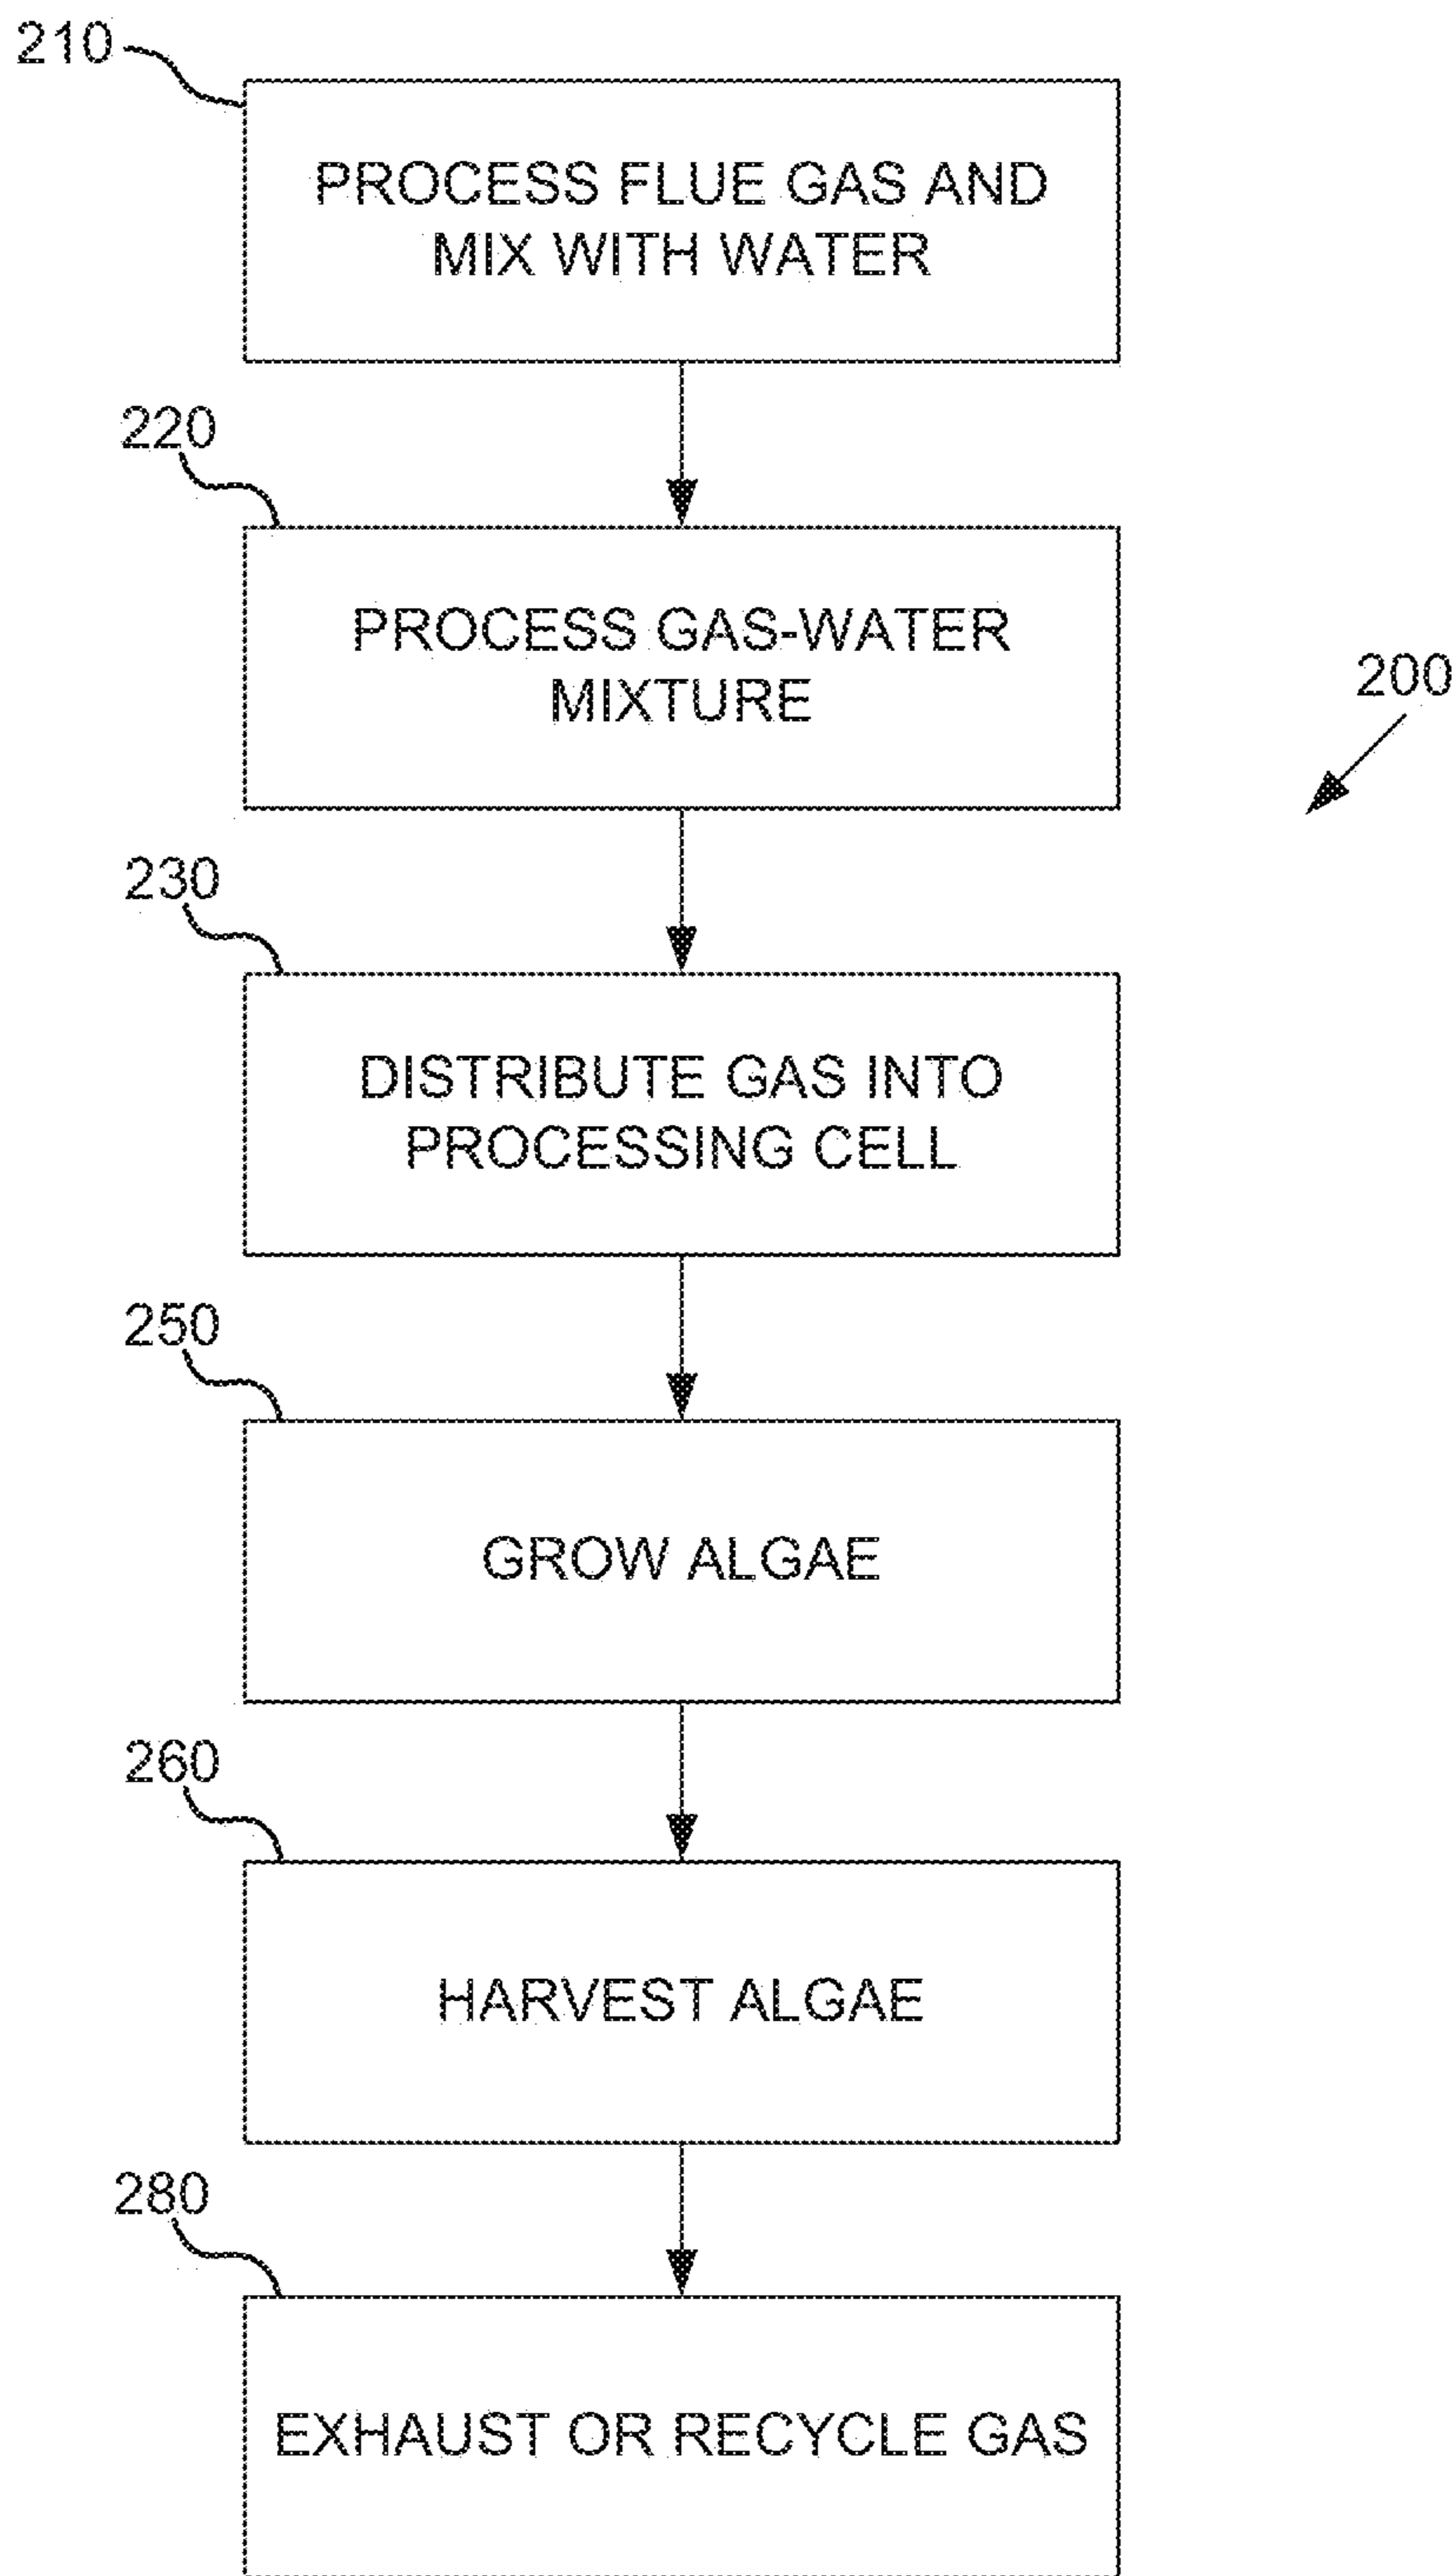 210
PROCESS FLUE GAS AND
MIX WITH WATER
220
PROCESS GAS-WATER
MIXTURE
200
230
DISTRIBUTE GAS INTO
PROCESSING CELL
250
GROW ALGAE
260
HARVEST ALGAE
280
EXHAUST OR RECYCLE GAS